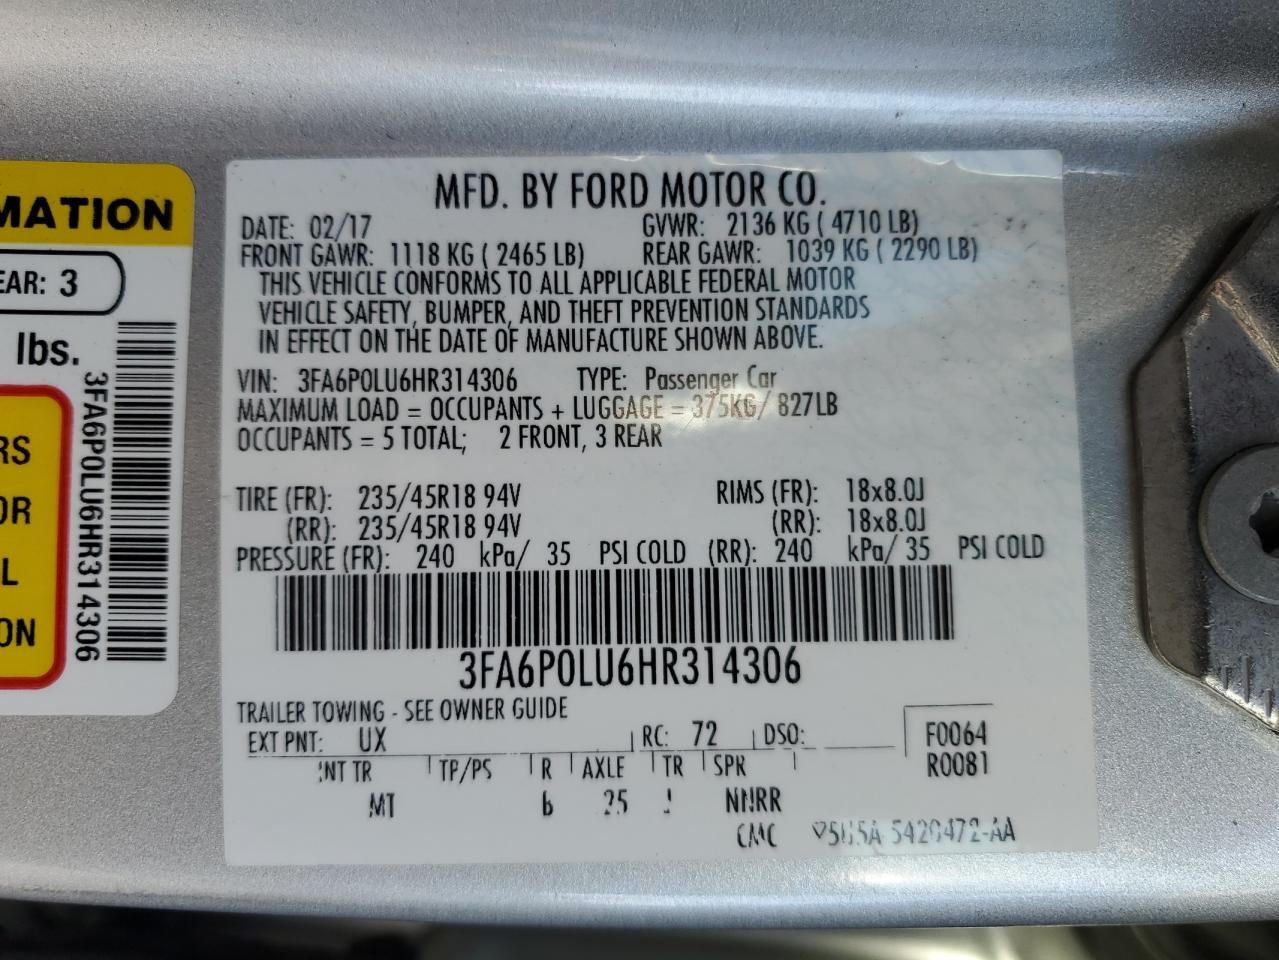 MATION
EAR: 3
lbs.
3FA6P0LU6HR314306
RS
OR
L
ON
MFD. BY FORD MOTOR CO.
DATE: 02/17 GVWR: 2136 KG ( 4710 LB)
FRONT GAWR: 1118 KG ( 2465 LB) REAR GAWR: 1039 KG ( 2290 LB)
THIS VEHICLE CONFORMS TO ALL APPLICABLE FEDERAL MOTOR
VEHICLE SAFETY, BUMPER, AND THEFT PREVENTION STANDARDS
IN EFFECT ON THE DATE OF MANUFACTURE SHOWN ABOVE.
VIN: 3FA6P0LU6HR314306 TYPE: Passenger Car
MAXIMUM LOAD = OCCUPANTS + LUGGAGE = 375KG/ 827LB
OCCUPANTS = 5 TOTAL; 2 FRONT, 3 REAR
TIRE (FR): 235/45R18 94V RIMS (FR): 18x8.0J
(RR): 235/45R18 94V (RR): 18x8.0J
PRESSURE (FR): 240 kPa/ 35 PSI COLD (RR): 240 kPa/ 35 PSI COLD
3FA6P0LU6HR314306
TRAILER TOWING - SEE OWNER GUIDE
EXT PNT: UX RC: 72 DSO: F0064
INT TR TP/PS R AXLE TR SPR R0081
MT 6 25 NNRR
CMC